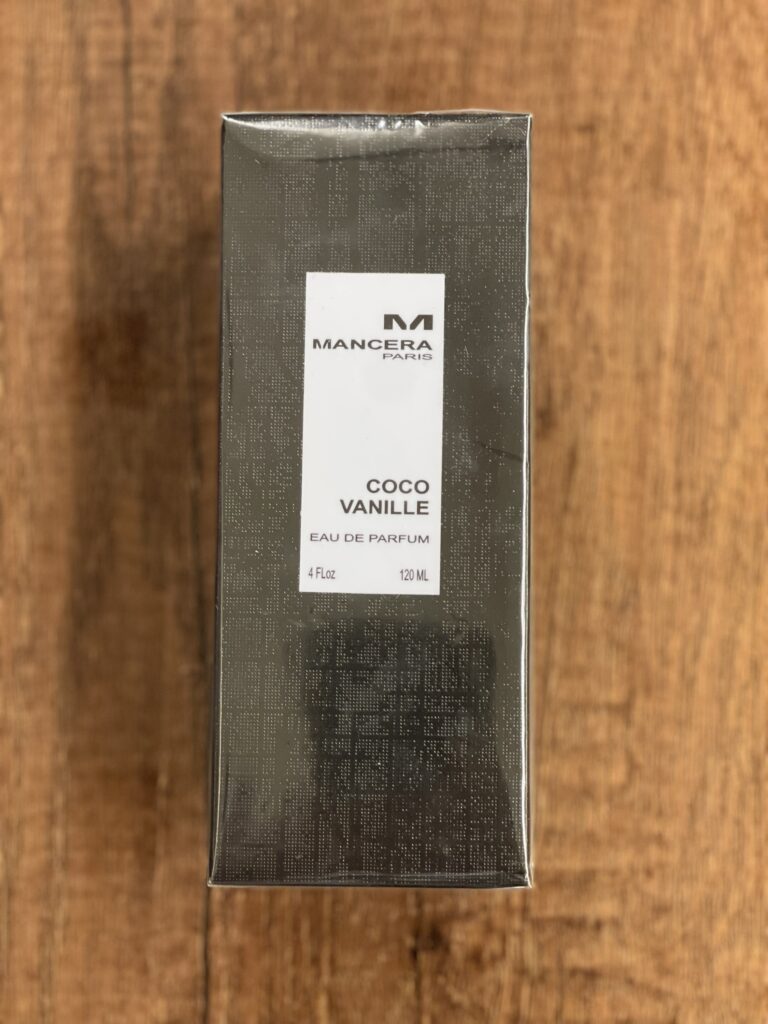 M
MANCERA
PARIS
COCO
VANILLE
EAU DE PARFUM
4 FLoz 120 ML